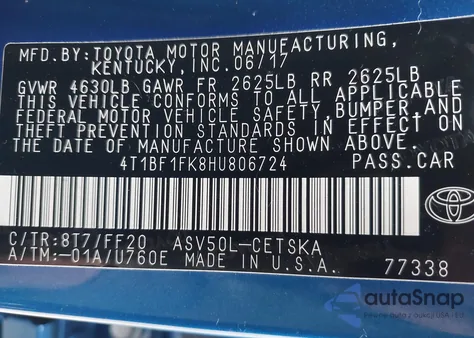 MFD.BY:TOYOTA MOTOR MANUFACTURING,
KENTUCKY, INC.06/17
GVWR 4630LB GAWR FR 2625LB RR 2625LB
THIS VEHICLE CONFORMS TO ALL APPLICABLE
FEDERAL MOTOR VEHICLE SAFETY,BUMPER,AND
THEFT PREVENTION STANDARDS IN EFFECT ON
THE DATE OF MANUFACTURE SHOWN ABOVE.
4T1BF1FK8HU806724 PASS.CAR
C/TR:8T7/FF20 ASV50L-CETSKA
A/TM:-01A/U760E MADE IN U.S.A. 77338
autoSnap